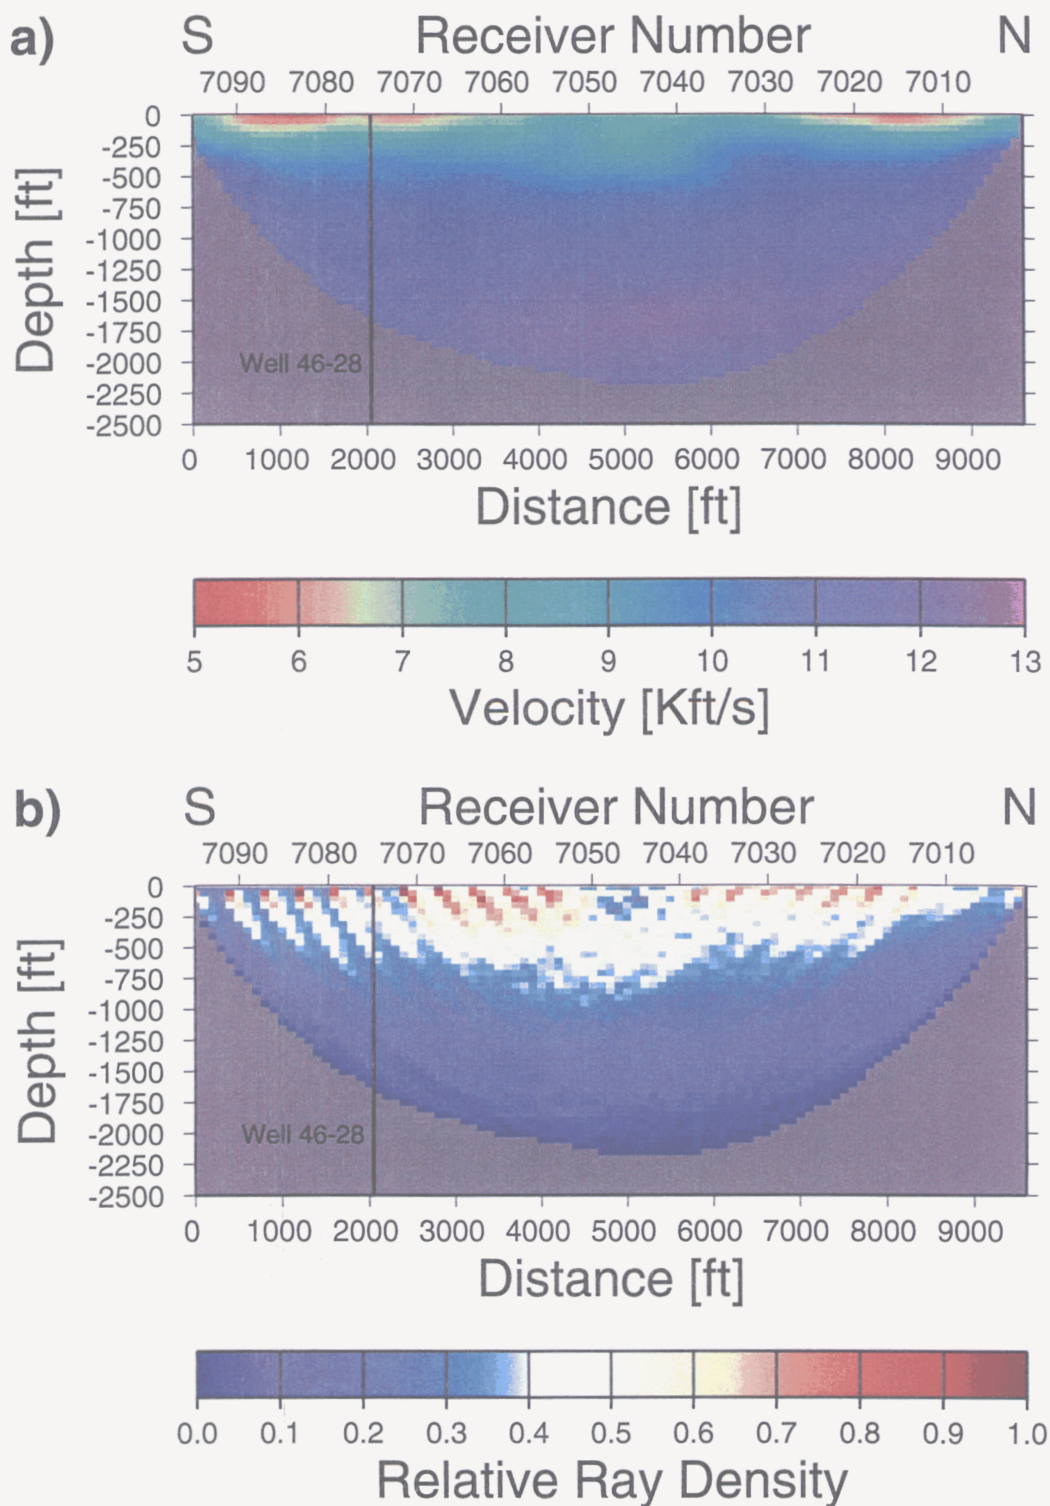 a) S Receiver Number N
7090 7080 7070 7060 7050 7040 7030 7020 7010
0
-250
-500
-750
-1000
-1250
-1500
-1750
-2000
-2250
-2500
Depth [ft]
Well 46-28
0 1000 2000 3000 4000 5000 6000 7000 8000 9000
Distance [ft]
5 6 7 8 9 10 11 12 13
Velocity [Kft/s]
b) S Receiver Number N
7090 7080 7070 7060 7050 7040 7030 7020 7010
0
-250
-500
-750
-1000
-1250
-1500
-1750
-2000
-2250
-2500
Depth [ft]
Well 46-28
0 1000 2000 3000 4000 5000 6000 7000 8000 9000
Distance [ft]
0.0 0.1 0.2 0.3 0.4 0.5 0.6 0.7 0.8 0.9 1.0
Relative Ray Density